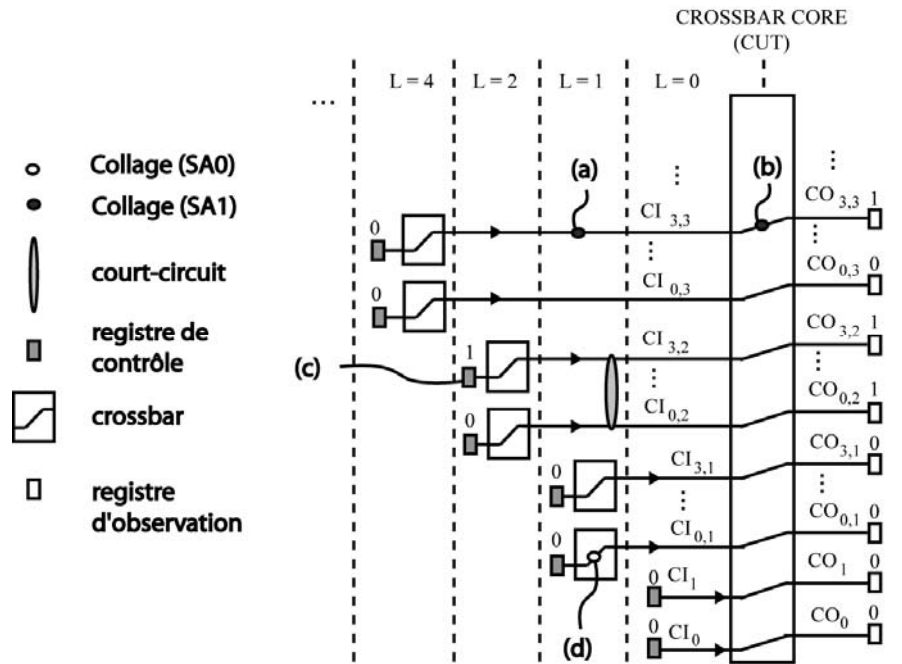 CROSSBAR CORE
(CUT)
... L = 4 L = 2 L = 1 L = 0
Collage (SA0)
Collage (SA1)
court-circuit
registre de
contrôle
crossbar
registre
d'observation
(a) (b)
0 CI 3,3 CO 3,3 1
0 CI 0,3 CO 0,3 0
(c) 1 CI 3,2 CO 3,2 1
0 CI 0,2 CO 0,2 1
0 CI 3,1 CO 3,1 0
0 CI 0,1 CO 0,1 0
0 CI 1 CO 1 0
(d) 0 CI 0 CO 0 0